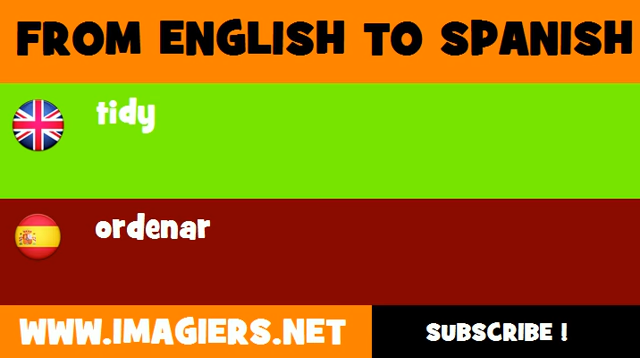 FROM ENGLISH TO SPANISH
tidy
ordenar
WWW.IMAGIERS.NET
SUBSCRIBE !